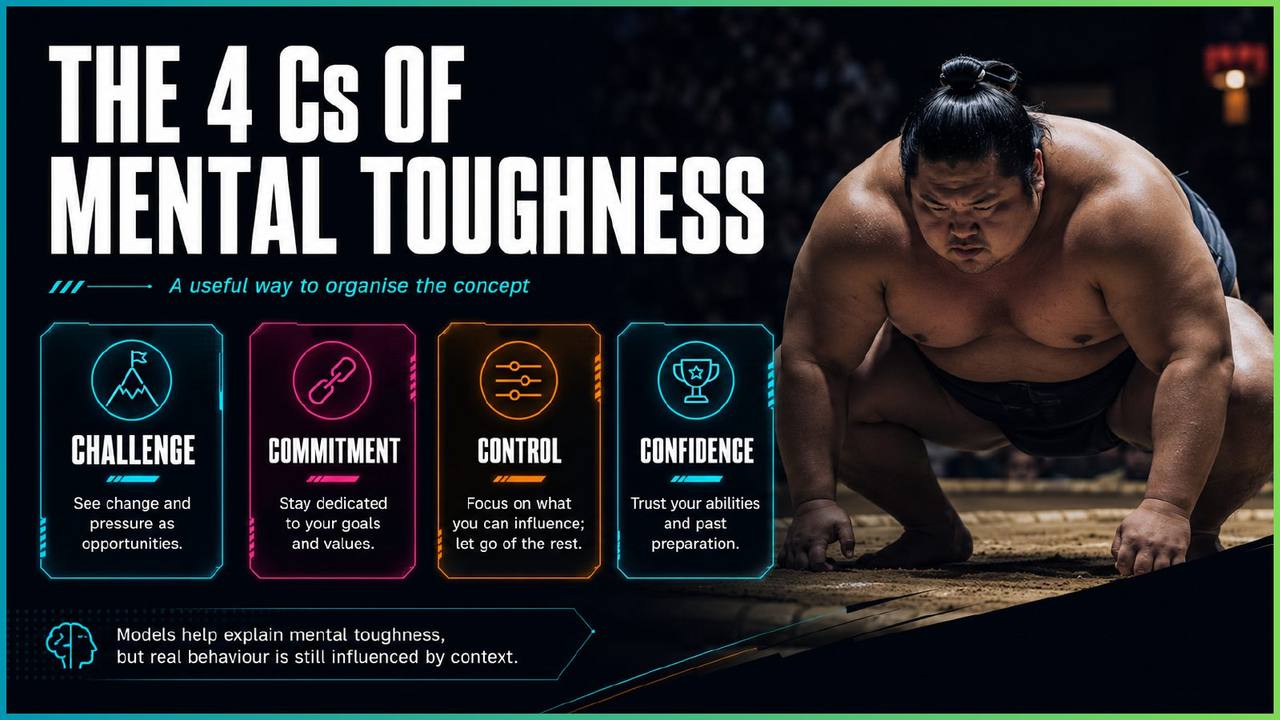 THE 4 Cs OF
MENTAL TOUGHNESS
A useful way to organise the concept
CHALLENGE
See change and
pressure as
opportunities.
COMMITMENT
Stay dedicated
to your goals
and values.
CONTROL
Focus on what
you can influence;
let go of the rest.
CONFIDENCE
Trust your abilities
and past
preparation.
Models help explain mental toughness,
but real behaviour is still influenced by context.